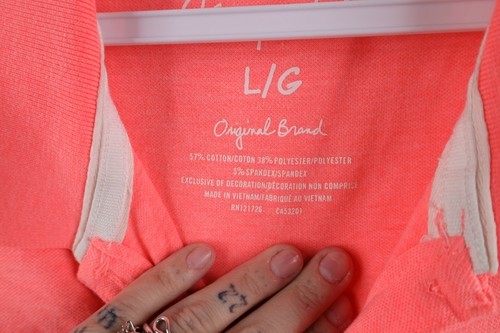 L/G
Original Brand
57% COTTON/COTON 38% POLYESTER/POLYESTER
5% SPANDEX/SPANDEX
EXCLUSIVE OF DECORATION/DÉCORATION NON COMPRISE
MADE IN VIETNAM/FABRIQUÉ AU VIETNAM
CA53261